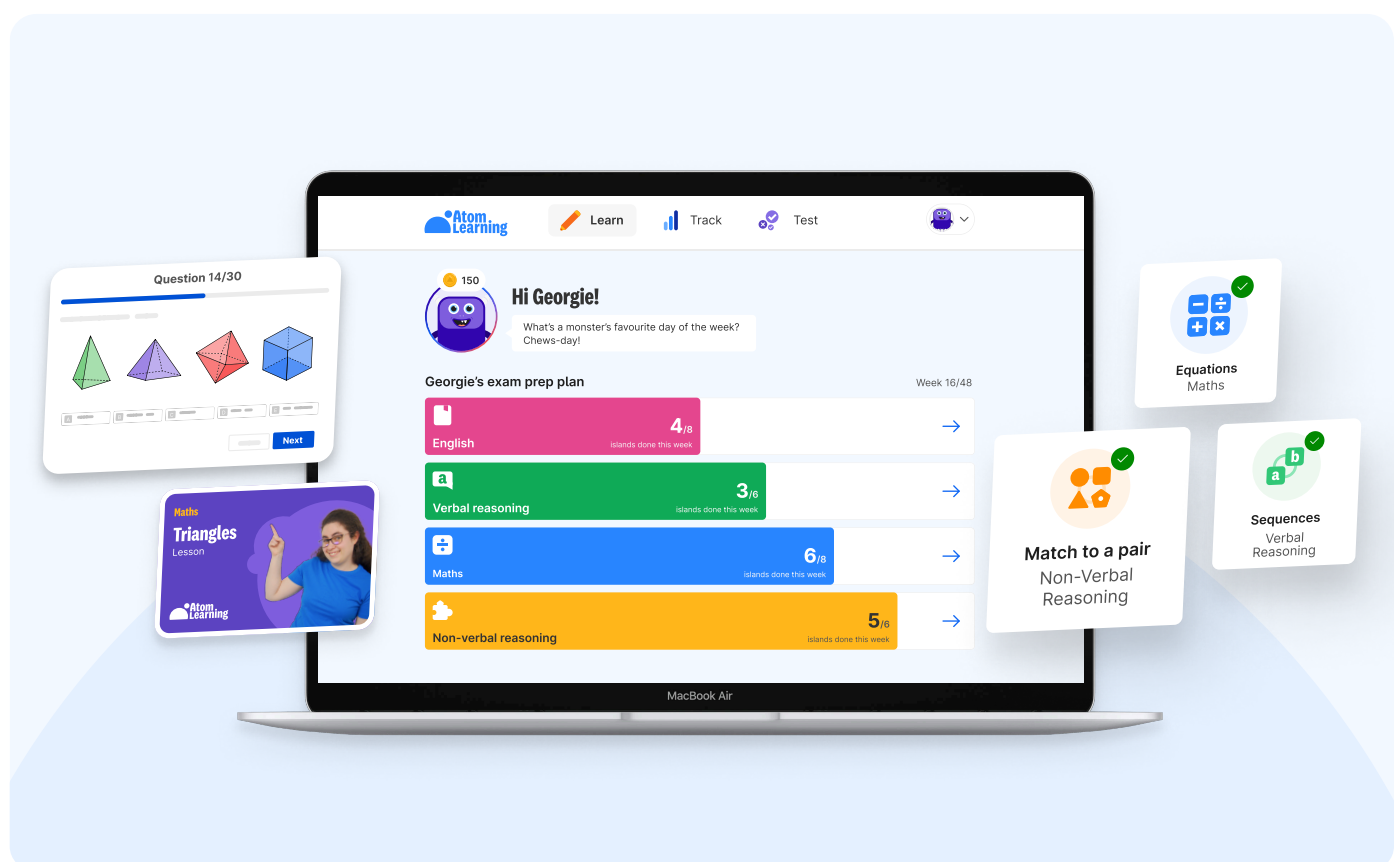 Atom
Learning
Learn
Track
Test
150
Hi Georgie!
What's a monster's favourite day of the week?
Chews-day!
Georgie's exam prep plan
Week 16/48
English
4/8
islands done this week
a
Verbal reasoning
3/6
islands done this week
Maths
6/8
islands done this week
Non-verbal reasoning
5/6
islands done this week
MacBook Air
Question 14/30
Next
Maths
Triangles
Lesson
Atom
Learning
Equations
Maths
Match to a pair
Non-Verbal
Reasoning
b
a
Sequences
Verbal
Reasoning